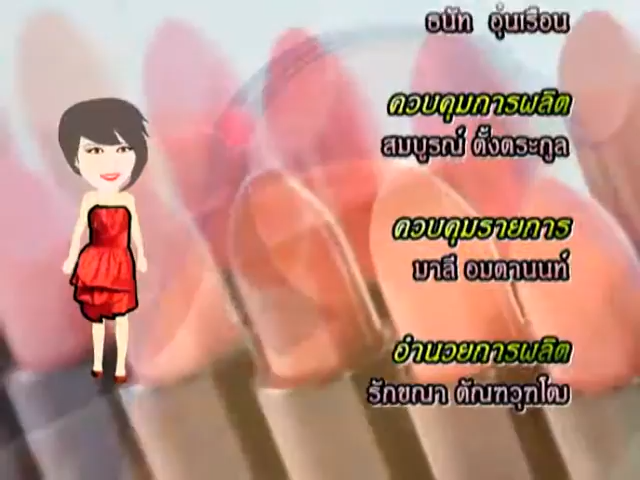 ธนัท อุ่นเรือน
ควบคุมการผลิต
สมบูรณ์ ตั้งตระกูล
ควบคุมรายการ
มาลี อมตานนท์
อำนวยการผลิต
รักขณา ตัณฑวุฑโฒ